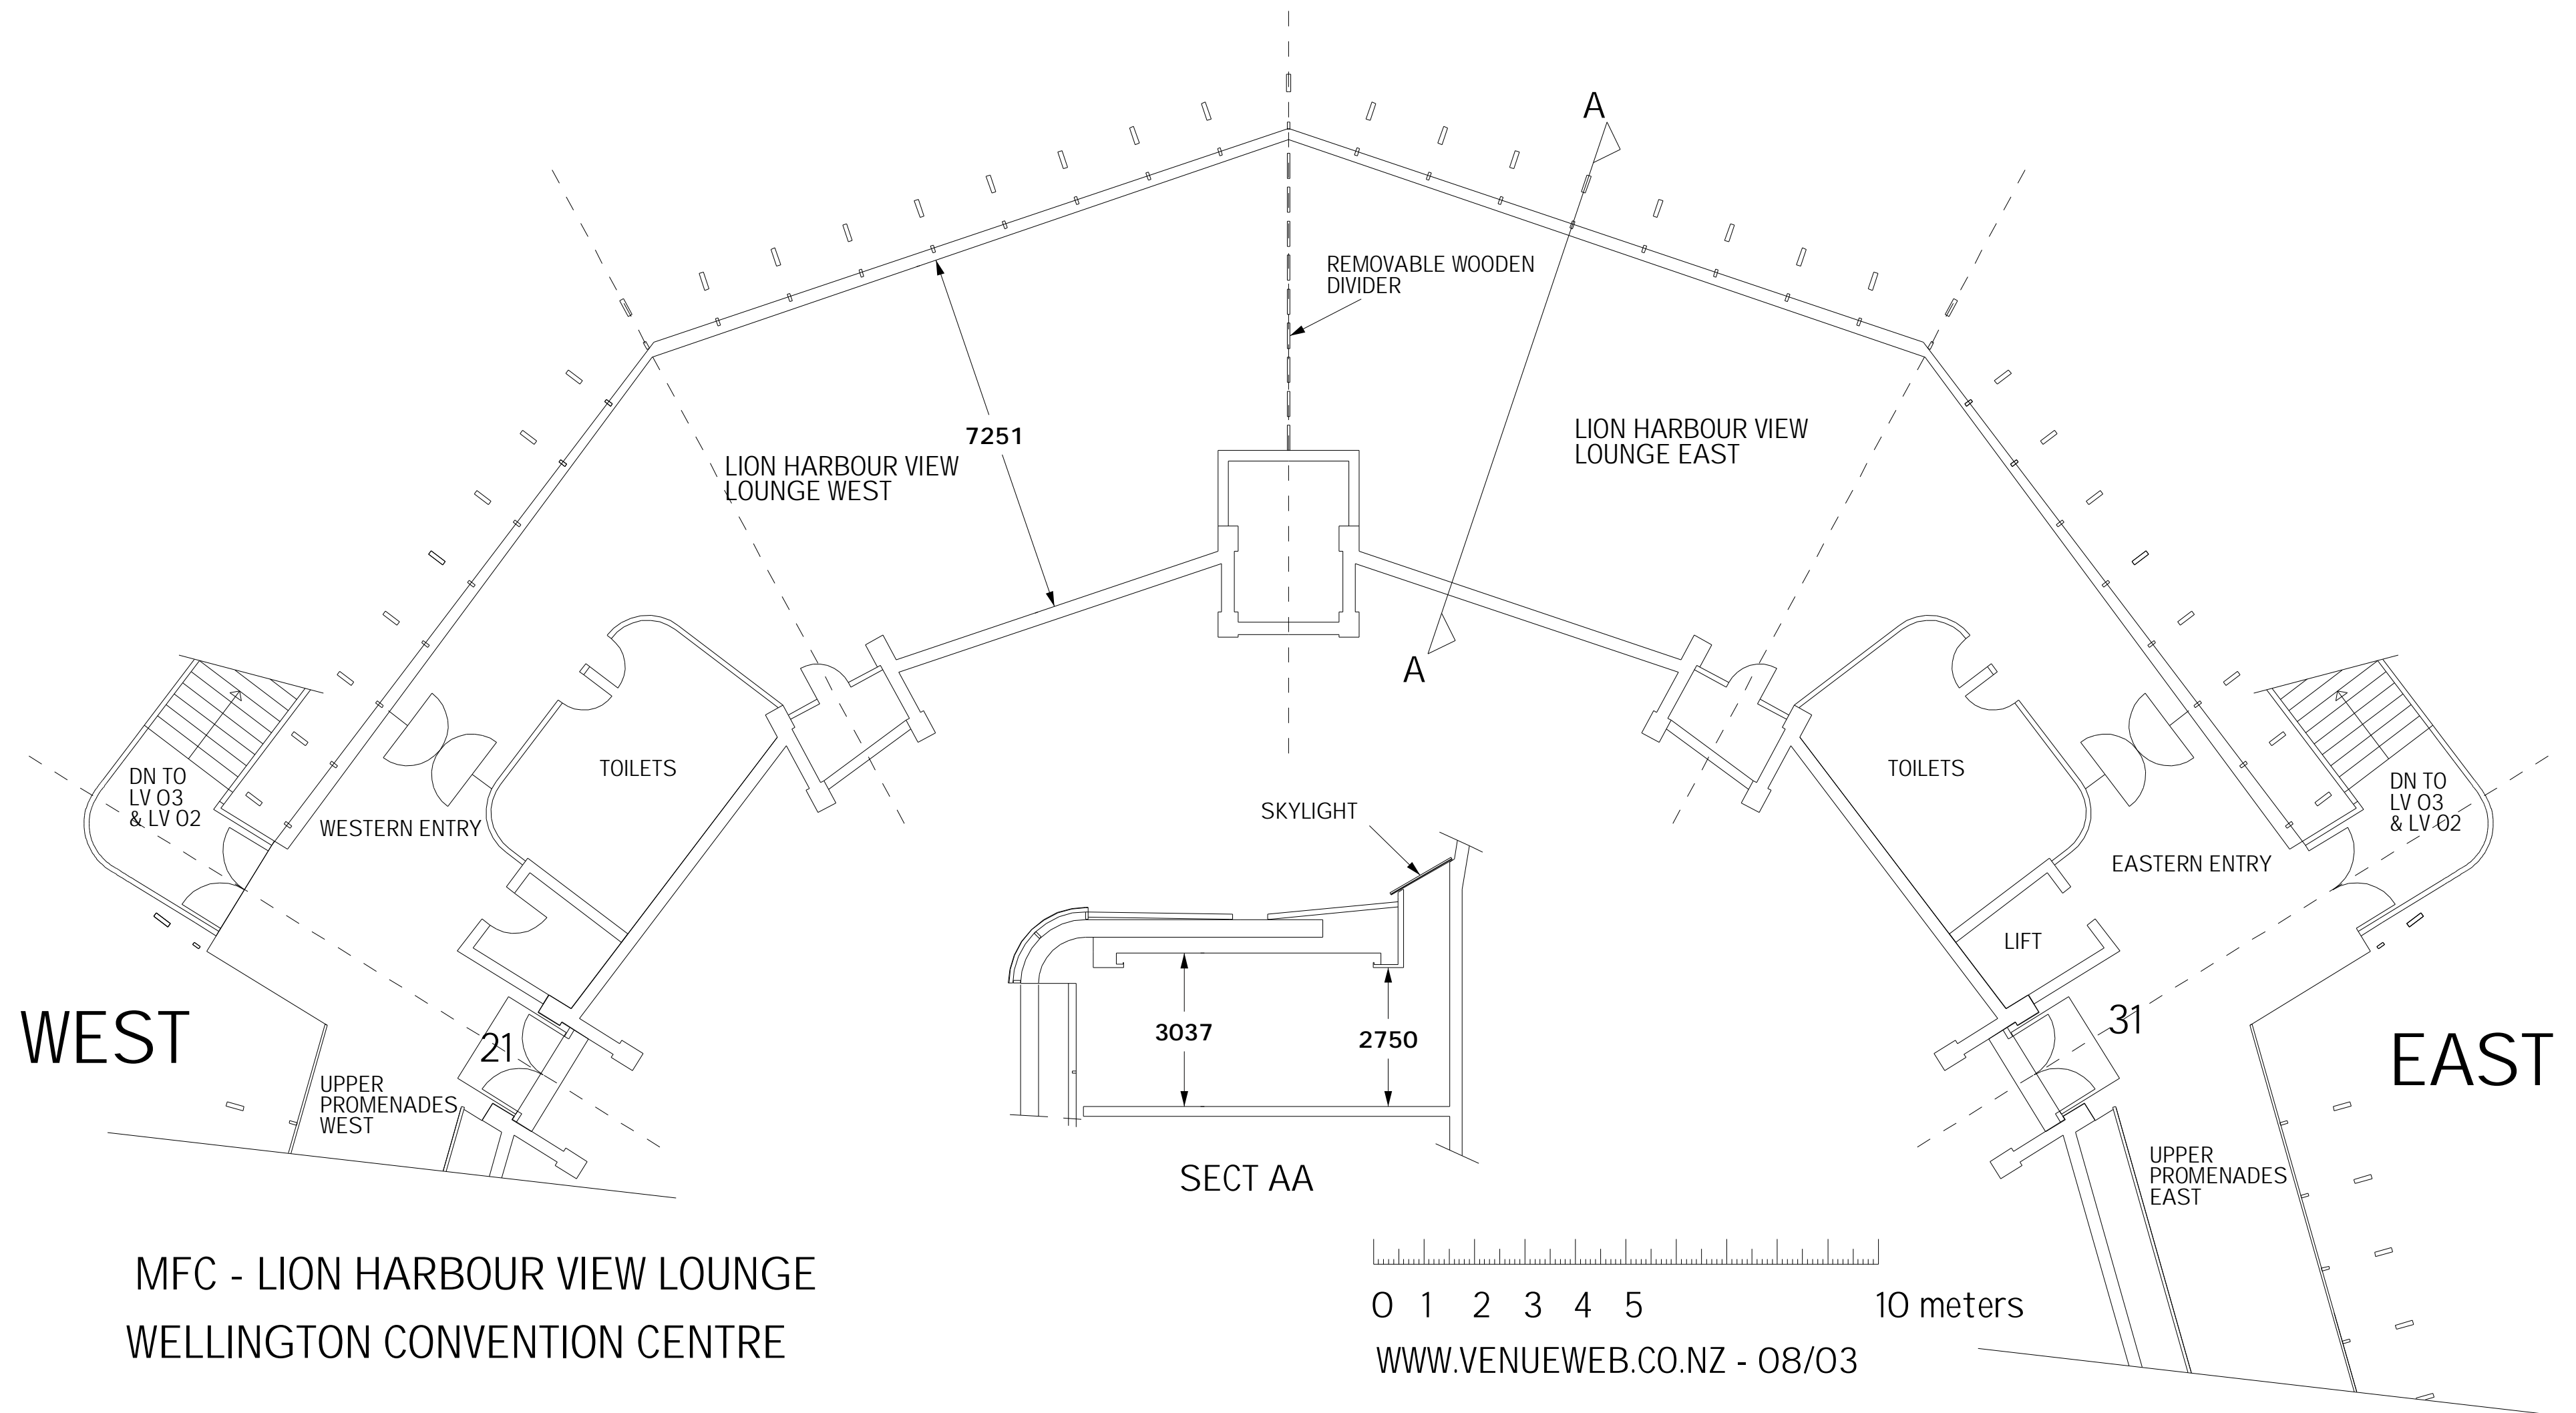 A
REMOVABLE WOODEN
DIVIDER
7251
LION HARBOUR VIEW
LOUNGE WEST
LION HARBOUR VIEW
LOUNGE EAST
A
TOILETS
TOILETS
DN TO
LV 03
& LV 02
WESTERN ENTRY
SKYLIGHT
DN TO
LV 03
& LV 02
EASTERN ENTRY
LIFT
WEST
21
3037
2750
31
EAST
UPPER
PROMENADES
WEST
SECT AA
UPPER
PROMENADES
EAST
MFC - LION HARBOUR VIEW LOUNGE
WELLINGTON CONVENTION CENTRE
0 1 2 3 4 5 10 meters
WWW.VENUEWEB.CO.NZ - 08/03